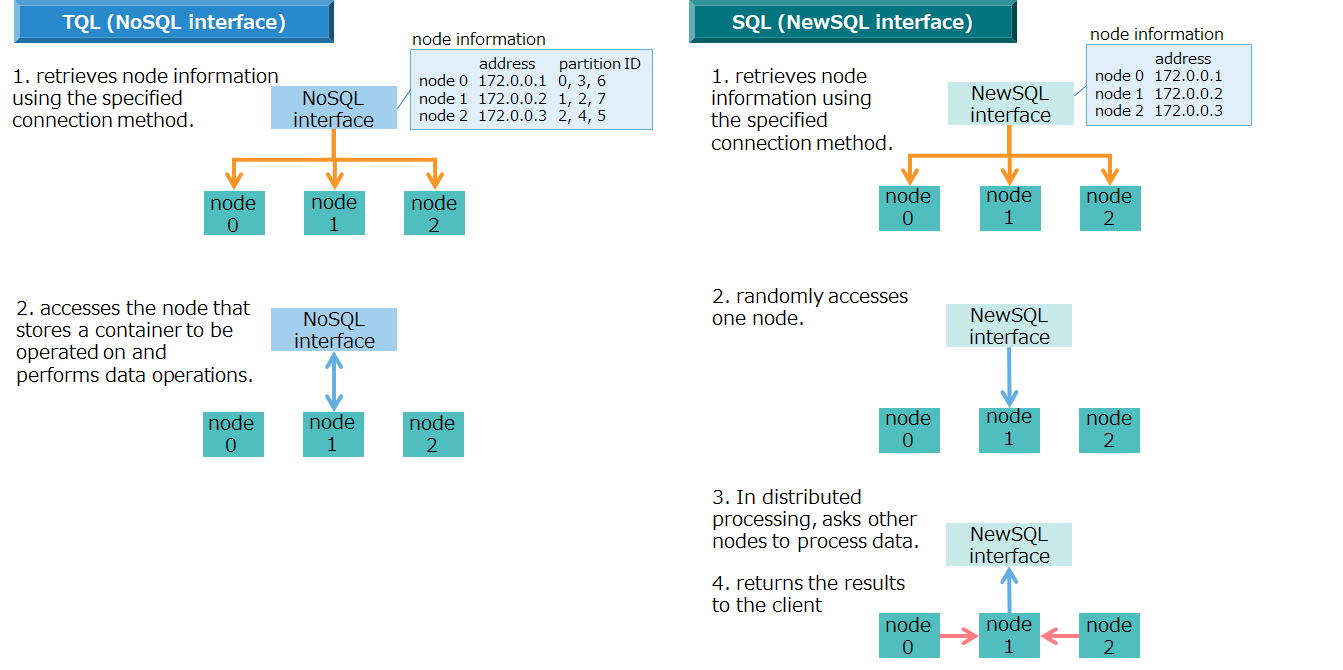 TQL (NoSQL interface)
node information
address partition ID
node 0 172.0.0.1 0, 3, 6
node 1 172.0.0.2 1, 2, 7
node 2 172.0.0.3 2, 4, 5
1. retrieves node information
using the specified
connection method.
NoSQL
interface
node
0
node
1
node
2
2. accesses the node that
stores a container to be
operated on and
performs data operations.
NoSQL
interface
node
0
node
1
node
2
SQL (NewSQL interface)
node information
address
node 0 172.0.0.1
node 1 172.0.0.2
node 2 172.0.0.3
1. retrieves node
information using
the specified
connection method.
NewSQL
interface
node
0
node
1
node
2
2. randomly accesses
one node.
NewSQL
interface
node
0
node
1
node
2
3. In distributed
processing, asks other
nodes to process data.
NewSQL
interface
4. returns the results
to the client
node
0
node
1
node
2